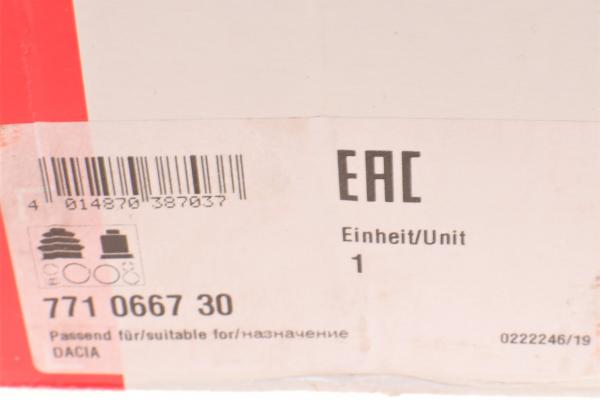 4 014870 387037
EAC
Einheit/Unit
1
771 0667 30
Passend für/suitable for/назначение
DACIA
0222246/19